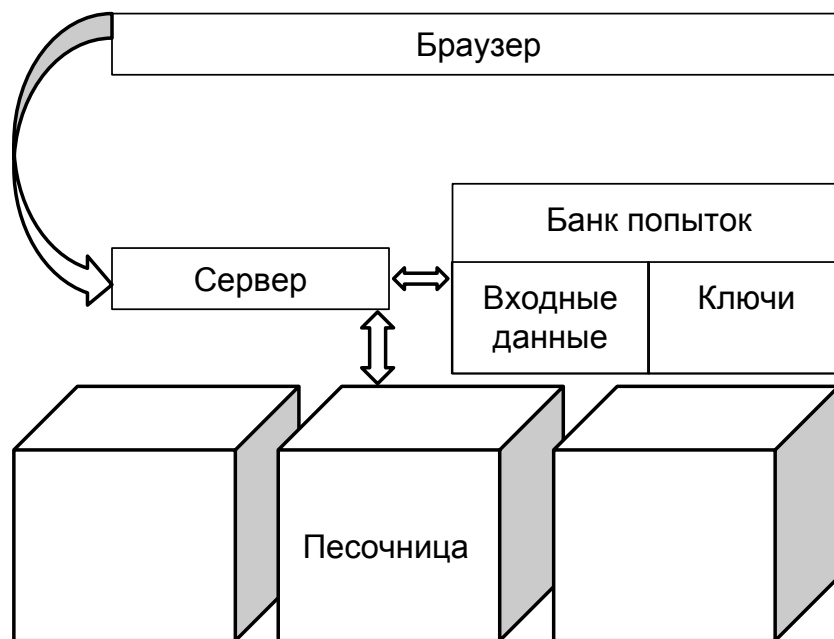 Браузер
Банк попыток
Сервер
Входные
данные
Ключи
Песочница